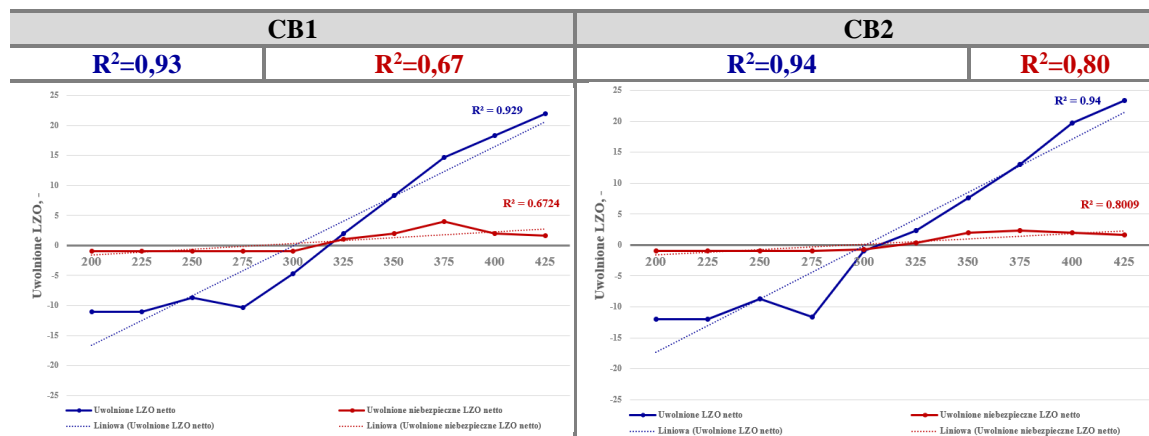 CB1
CB2
R²=0,93
R²=0,67
R²=0,94
R²=0,80
Uwolnione LZO, -
25
20
15
10
5
0
-5
-10
-15
-20
-25
200
225
250
275
300
325
350
375
400
425
R² = 0.929
R² = 0.6724
Uwolnione LZO netto
Uwolnione niebezpieczne LZO netto
Liniowa (Uwolnione LZO netto)
Liniowa (Uwolnione niebezpieczne LZO netto)
Uwolnione LZO, -
25
20
15
10
5
0
-5
-10
-15
-20
-25
200
225
250
275
300
325
350
375
400
425
R² = 0.94
R² = 0.8009
Uwolnione LZO netto
Uwolnione niebezpieczne LZO netto
Liniowa (Uwolnione LZO netto)
Liniowa (Uwolnione niebezpieczne LZO netto)